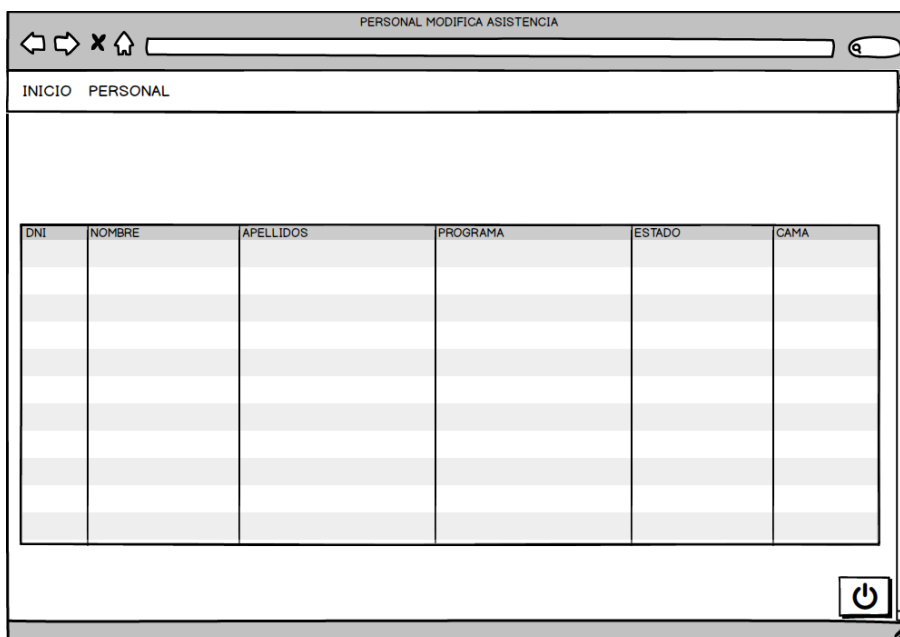 PERSONAL MODIFICA ASISTENCIA
INICIO PERSONAL
DNI NOMBRE APELLIDOS PROGRAMA ESTADO CAMA